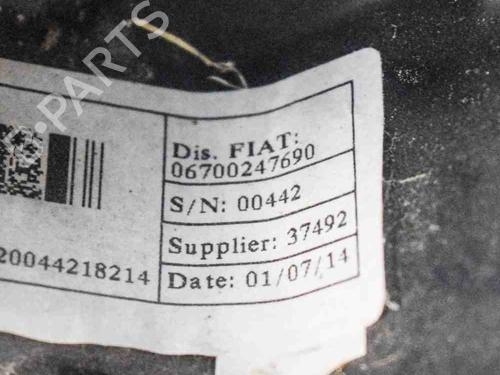 B-PARTS
Dis. FIAT:
06700247690
S/N: 00442
Supplier: 37492
20044218214
Date: 01/07/14